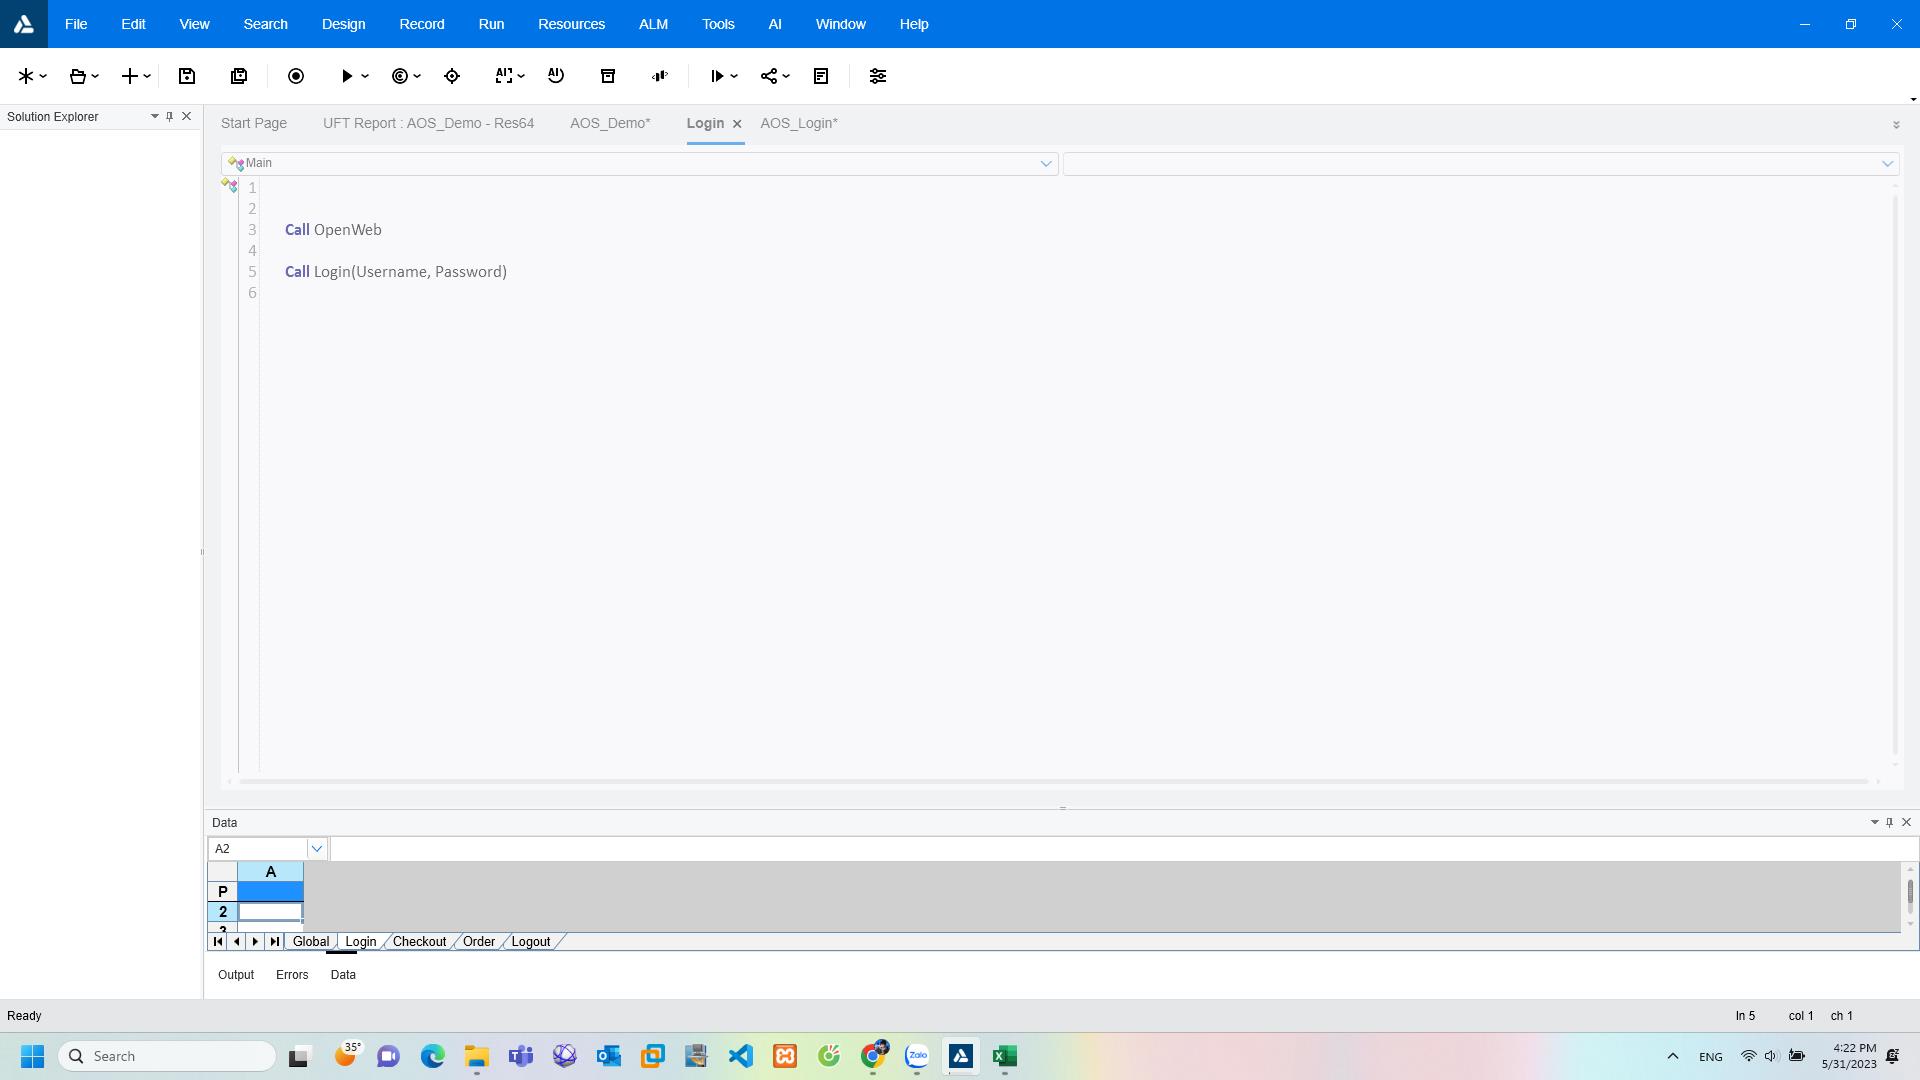 File Edit View Search Design Record Run Resources ALM Tools AI Window Help
AI AI
Solution Explorer
Start Page UFT Report : AOS_Demo - Res64 AOS_Demo* Login AOS_Login*
Main
1
2
3 Call OpenWeb
4
5 Call Login(Username, Password)
6
Data
A2
A
P
2
3
Global Login Checkout Order Logout
Output Errors Data
Ready ln 5 col 1 ch 1
Search 35° Zalo ENG 4:22 PM
5/31/2023